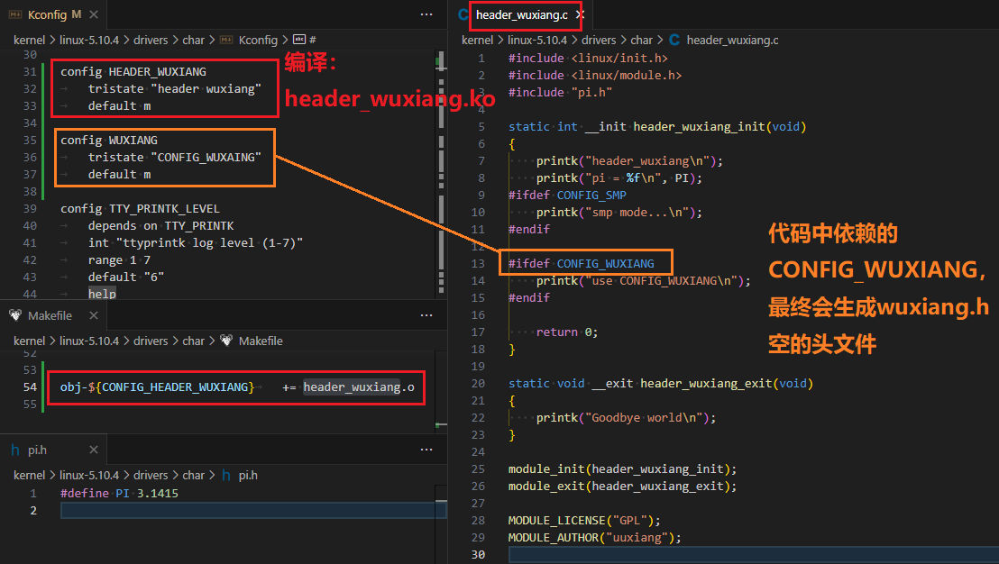 Kconfig M
kernel > linux-5.10.4 > drivers > char > Kconfig > #
30
31 config HEADER_WUXIANG
32 tristate "header wuxiang"
33 default m
34
35 config WUXIANG
36 tristate "CONFIG_WUXAING"
37 default m
38
39 config TTY_PRINTK_LEVEL
40 depends on TTY_PRINTK
41 int "ttyprintk log level (1-7)"
42 range 1 7
43 default "6"
44 help
编译：
header_wuxiang.ko
Makefile
kernel > linux-5.10.4 > drivers > char > Makefile
52
53
54 obj-${CONFIG_HEADER_WUXIANG} += header_wuxiang.o
55
pi.h
kernel > linux-5.10.4 > drivers > char > pi.h
1 #define PI 3.1415
2
header_wuxiang.c
kernel > linux-5.10.4 > drivers > char > header_wuxiang.c
1 #include <linux/init.h>
2 #include <linux/module.h>
3 #include "pi.h"
4
5 static int __init header_wuxiang_init(void)
6 {
7 printk("header_wuxiang\n");
8 printk("pi = %f\n", PI);
9 #ifdef CONFIG_SMP
10 printk("smp mode...\n");
11 #endif
12
13 #ifdef CONFIG_WUXIANG
14 printk("use CONFIG_WUXIANG\n");
15 #endif
16
17 return 0;
18 }
19
20 static void __exit header_wuxiang_exit(void)
21 {
22 printk("Goodbye world\n");
23 }
24
25 module_init(header_wuxiang_init);
26 module_exit(header_wuxiang_exit);
27
28 MODULE_LICENSE("GPL");
29 MODULE_AUTHOR("uuxiang");
30
代码中依赖的
CONFIG_WUXIANG，
最终会生成wuxiang.h
空的头文件